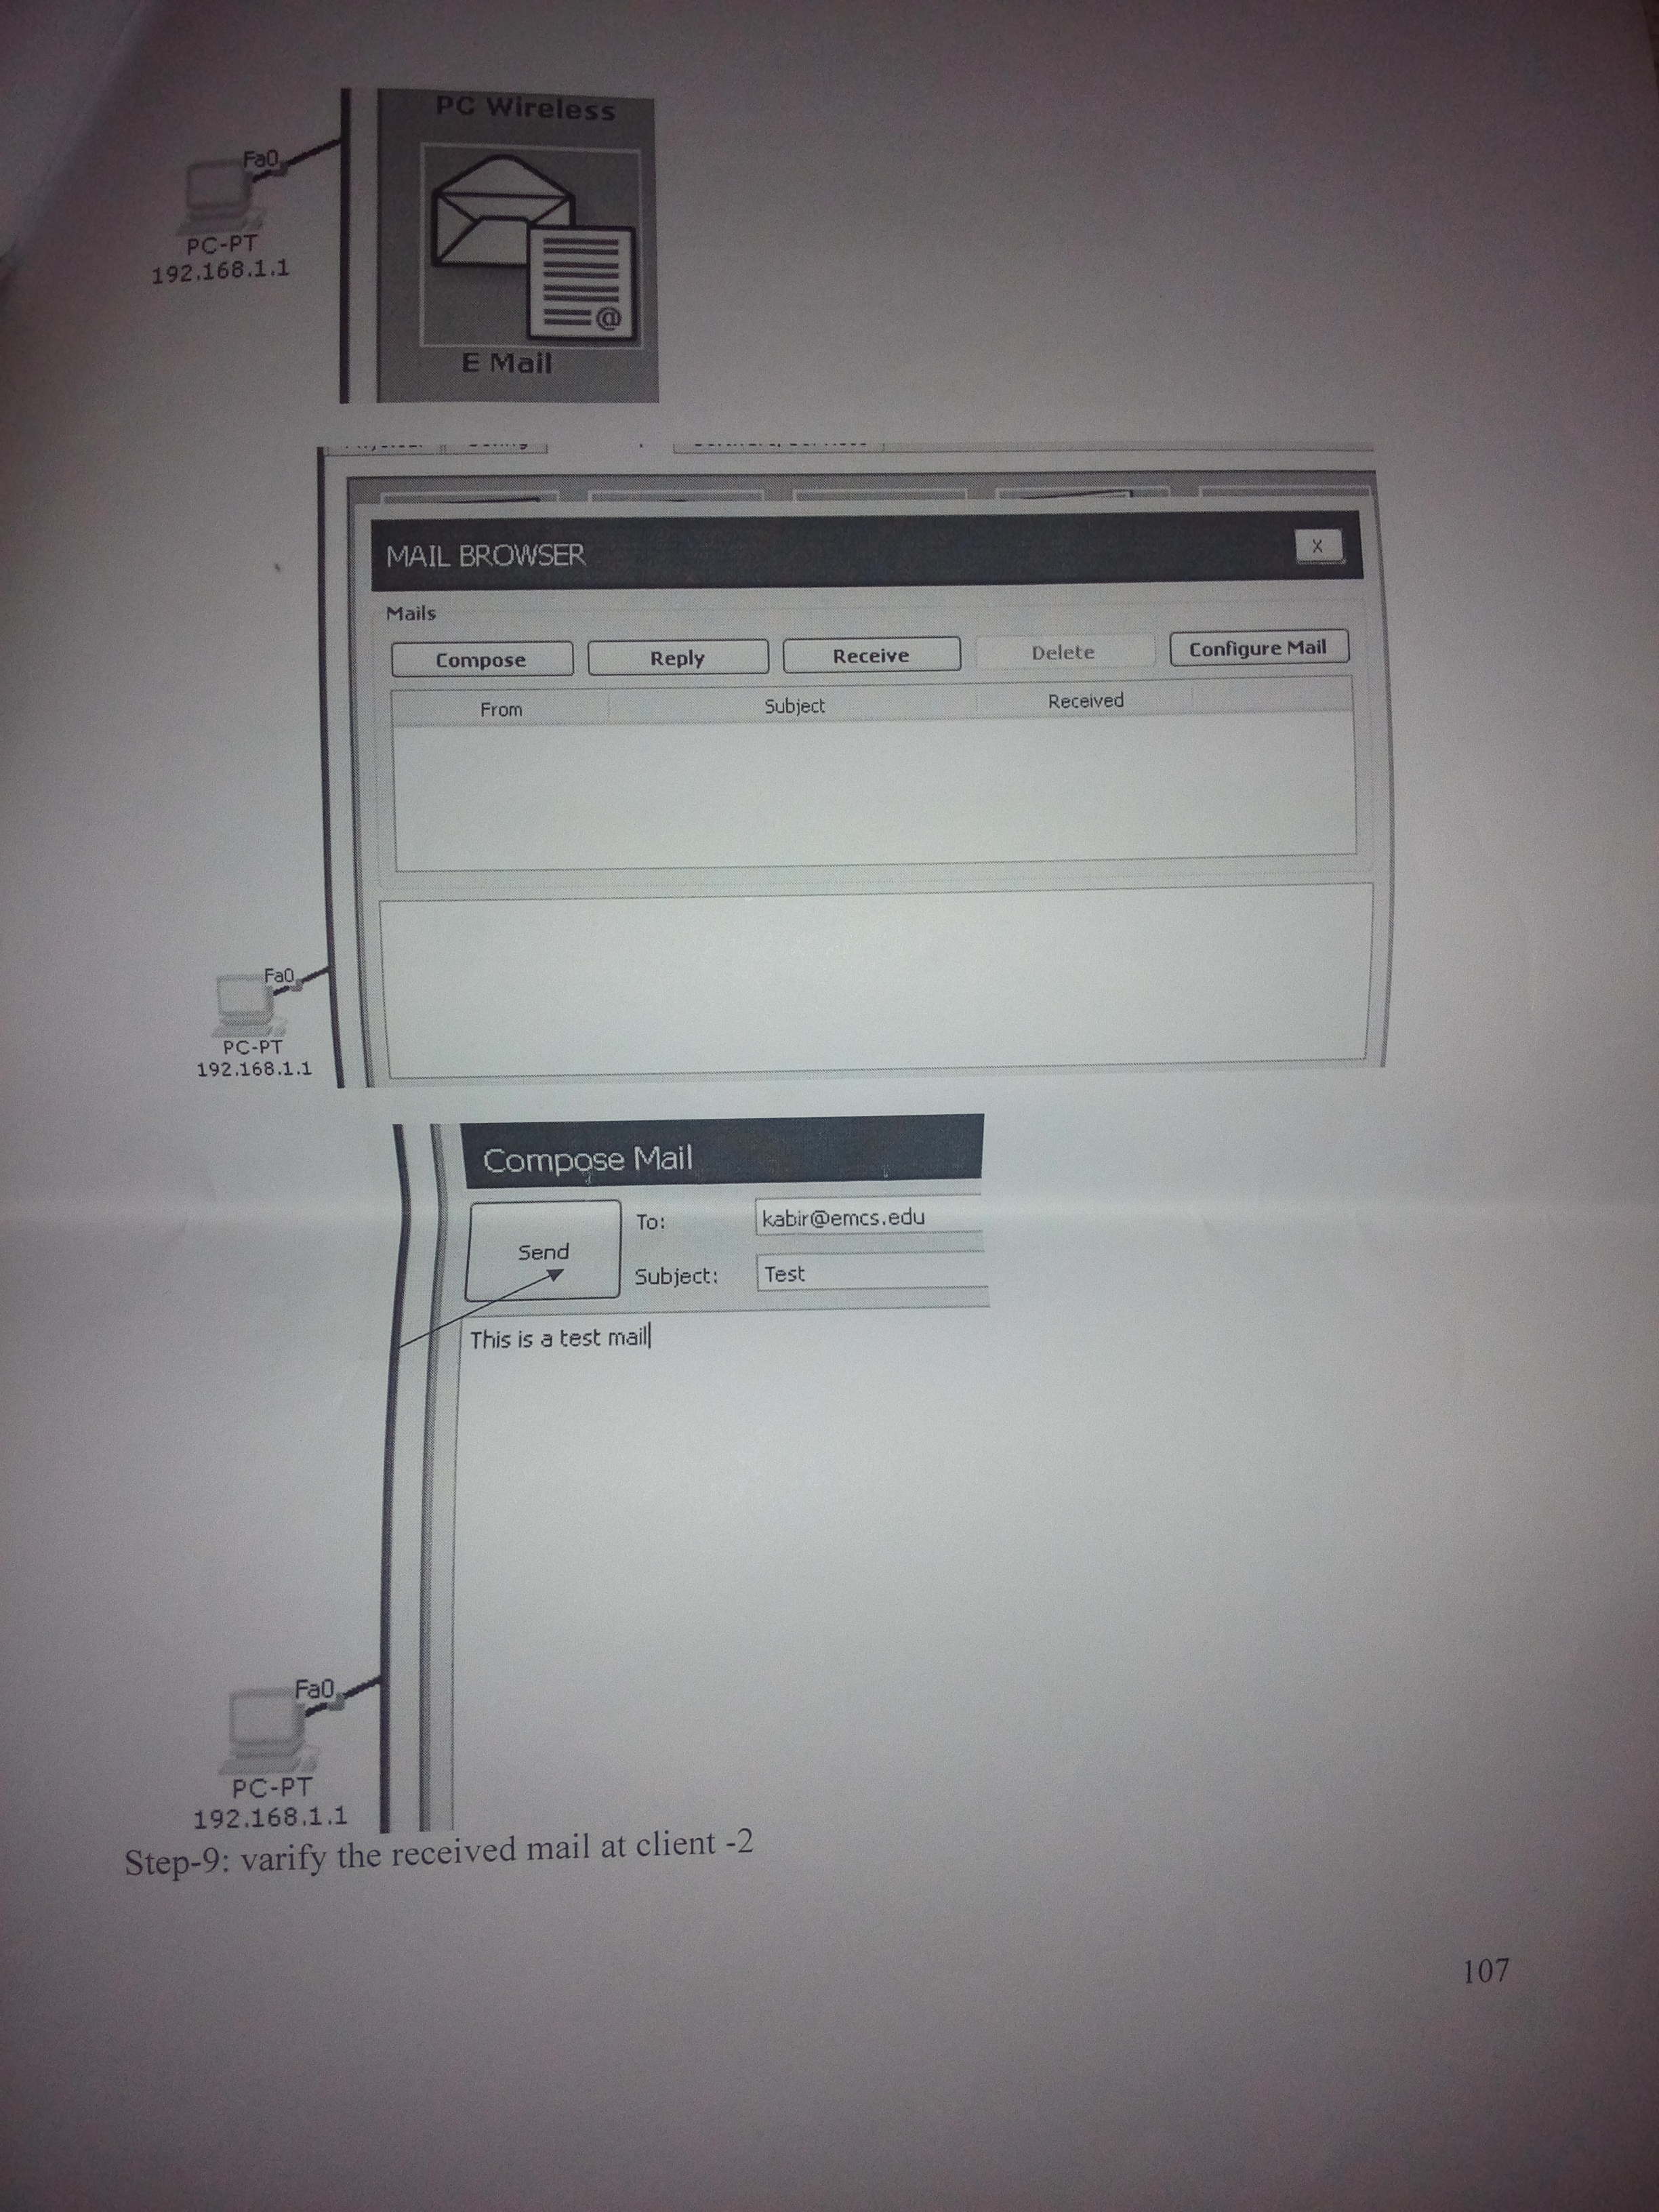 PC Wireless
Fa0
PC-PT
192.168.1.1
@
E Mail
MAIL BROWSER
X
Mails
Compose Reply Receive Delete Configure Mail
From Subject Received
Fa0
PC-PT
192.168.1.1
Compose Mail
Send
To: kabir@emcs.edu
Subject: Test
This is a test mail
Fa0
PC-PT
192.168.1.1
Step-9: varify the received mail at client -2
107